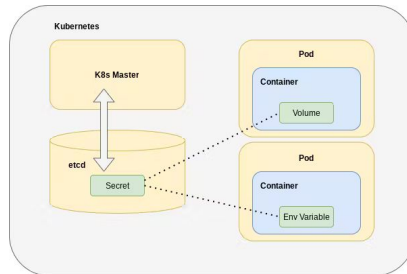 Kubernetes
K8s Master
etcd
Secret
Pod
Container
Volume
Pod
Container
Env Variable